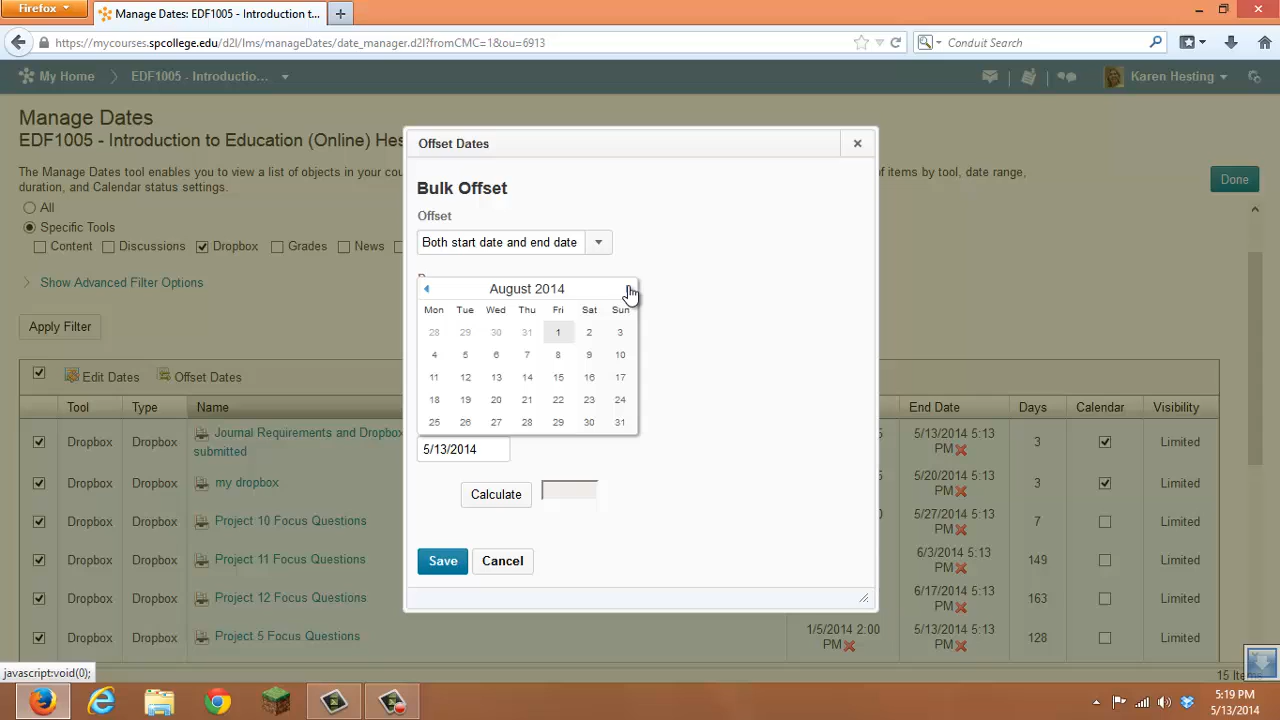 Firefox
Manage Dates: EDF1005 - Introduction t...
https://mycourses.spcollege.edu/d2l/lms/manageDates/date_manager.d2l?fromCMC=1&ou=6913
Conduit Search
My Home
EDF1005 - Introductio...
Karen Hesting
Manage Dates
EDF1005 - Introduction to Education (Online) Hes
The Manage Dates tool enables you to view a list of objects in your cou
of items by tool, date range,
duration, and Calendar status settings.
Done
All
Specific Tools
Content Discussions Dropbox Grades News
Show Advanced Filter Options
Apply Filter
Edit Dates Offset Dates
Tool Type Name End Date Days Calendar Visibility
Dropbox Dropbox Journal Requirements and Dropbox
submitted
5/13/2014 5:13
PM
3 Limited
Dropbox Dropbox my dropbox
5/20/2014 5:13
PM
3 Limited
Dropbox Dropbox Project 10 Focus Questions
5/27/2014 5:13
PM
7 Limited
Dropbox Dropbox Project 11 Focus Questions
6/3/2014 5:13
PM
149 Limited
Dropbox Dropbox Project 12 Focus Questions
6/17/2014 5:13
PM
163 Limited
Dropbox Dropbox Project 5 Focus Questions
1/5/2014 2:00
PM
5/13/2014 5:13
PM
128 Limited
Offset Dates
Bulk Offset
Offset
Both start date and end date
August 2014
Mon Tue Wed Thu Fri Sat Sun
28 29 30 31 1 2 3
4 5 6 7 8 9 10
11 12 13 14 15 16 17
18 19 20 21 22 23 24
25 26 27 28 29 30 31
5/13/2014
Calculate
Save Cancel
javascript:void(0);
15 Items
5:19 PM
5/13/2014